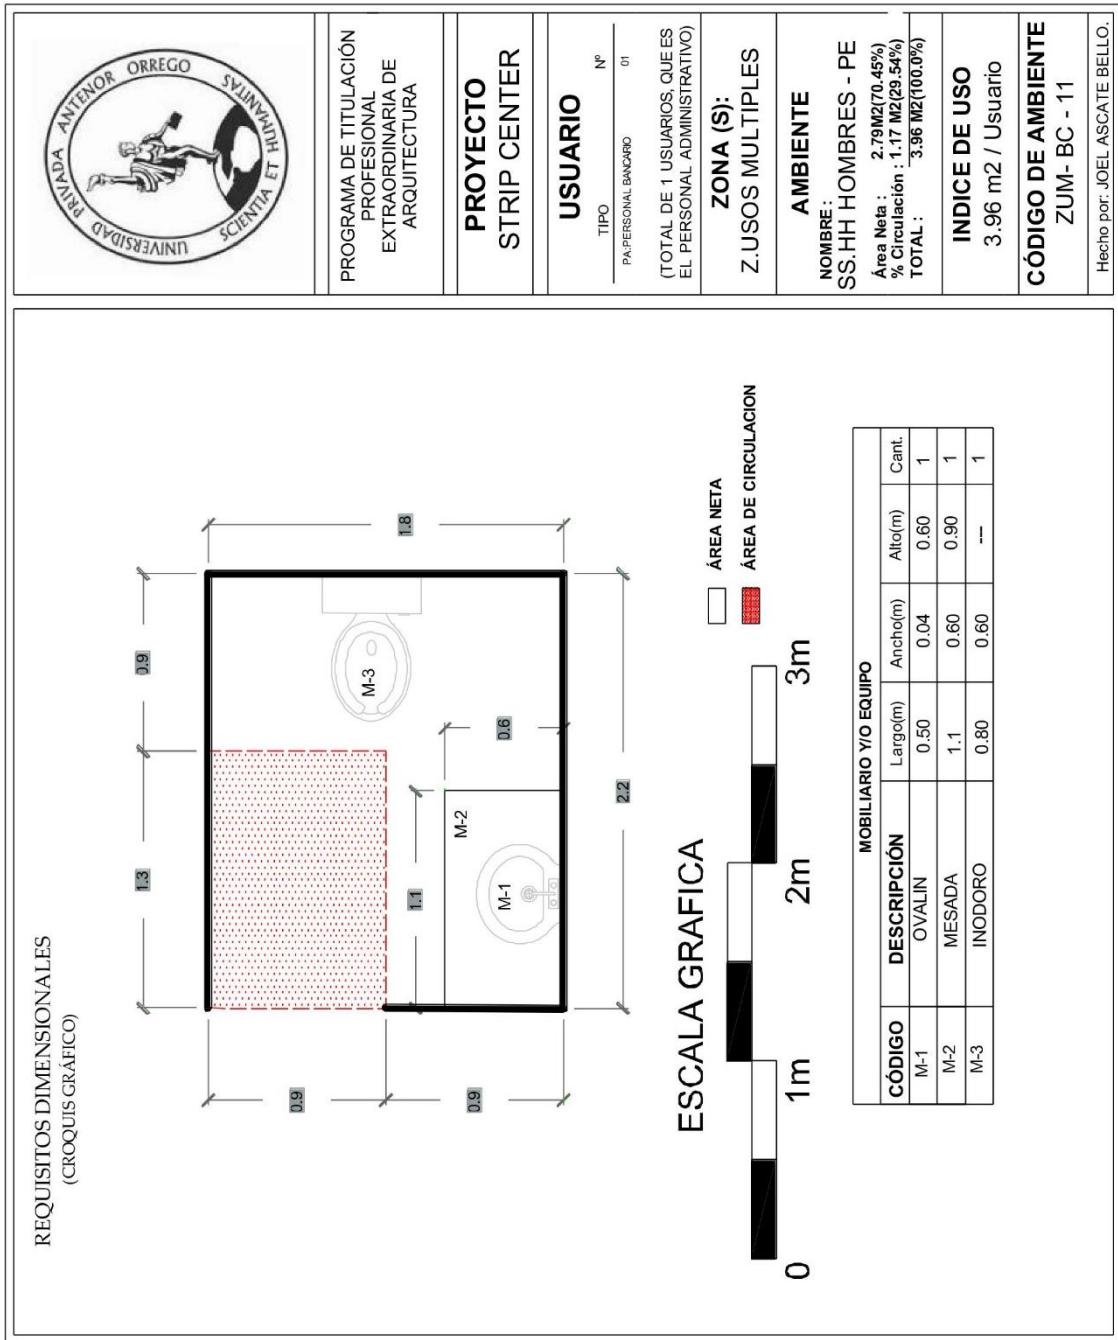 REQUISITOS DIMENSIONALES
(CROQUIS GRÁFICO)
1.3
0.9
0.9
0.9
1.8
1.1
0.6
2.2
M-1
M-2
M-3
ESCALA GRAFICA
0
1m
2m
3m
ÁREA NETA
ÁREA DE CIRCULACION
MOBILIARIO Y/O EQUIPO
CÓDIGO DESCRIPCIÓN Largo(m) Ancho(m) Alto(m) Cant.
M-1 OVALIN 0.50 0.04 0.60 1
M-2 MESADA 1.1 0.60 0.90 1
M-3 INODORO 0.80 0.60 --- 1
UNIVERSIDAD PRIVADA ANTENOR ORREGO
SCIENTIA ET HUMANITAS
PROGRAMA DE TITULACIÓN
PROFESIONAL
EXTRAORDINARIA DE
ARQUITECTURA
PROYECTO
STRIP CENTER
USUARIO
TIPO Nº
PA:PERSONAL BANCARIO 01
(TOTAL DE 1 USUARIOS, QUE ES
EL PERSONAL ADMINISTRATIVO)
ZONA (S):
Z.USOS MULTIPLES
AMBIENTE
NOMBRE :
SS.HH HOMBRES - PE
Área Neta : 2.79M2(70.45%)
% Circulación : 1.17 M2(29.54%)
TOTAL : 3.96 M2(100.0%)
INDICE DE USO
3.96 m2 / Usuario
CÓDIGO DE AMBIENTE
ZUM- BC - 11
Hecho por: JOEL ASCATE BELLO.